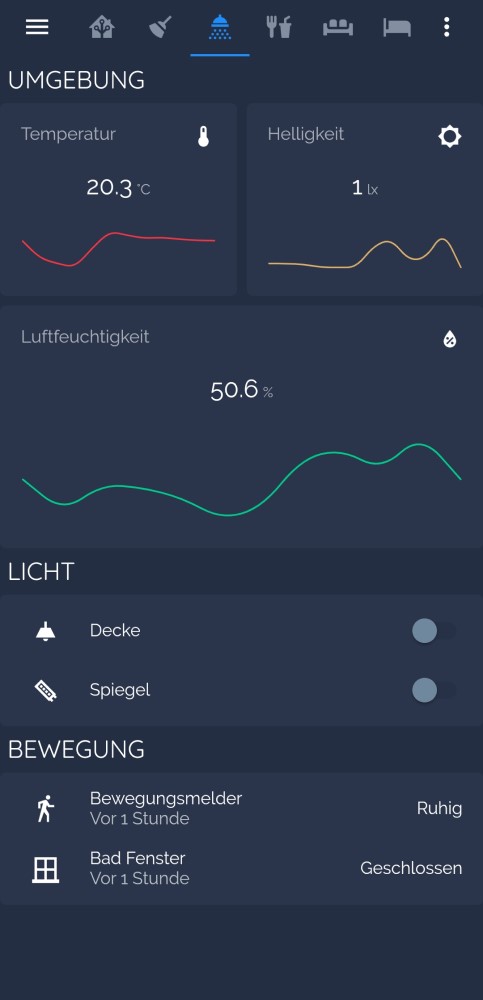 UMGEBUNG
Temperatur
Helligkeit
20.3 °C
1 lx
Luftfeuchtigkeit
50.6 %
LICHT
Decke
Spiegel
BEWEGUNG
Bewegungsmelder
Ruhig
Vor 1 Stunde
Bad Fenster
Geschlossen
Vor 1 Stunde